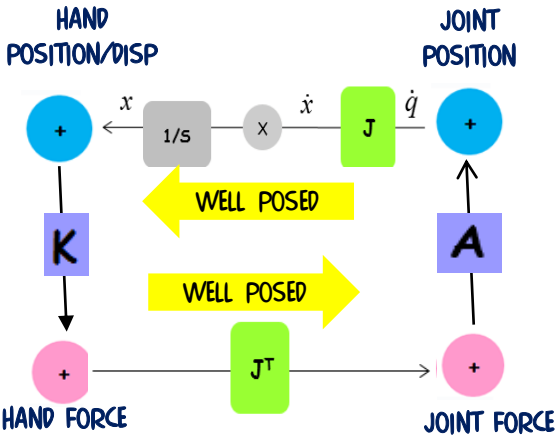 HAND
POSITION/DISP
JOINT
POSITION
+
x
1/S
X
ẋ
J
q̇
+
WELL POSED
K
A
WELL POSED
+
Jᵀ
+
HAND FORCE
JOINT FORCE